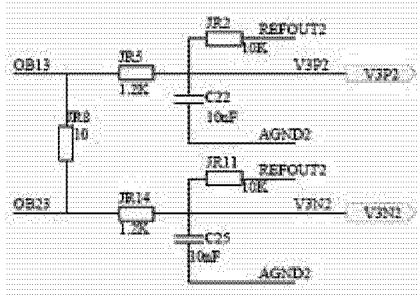 JR2 REFOUT2
10K
OB13 JR5 V3P2 V3P2
1.2K
C22
10nF
JR8
10
AGND2
JR11 REFOUT2
10K
OB23 JR14 V3N2 V3N2
1.2K
C25
10nF
AGND2